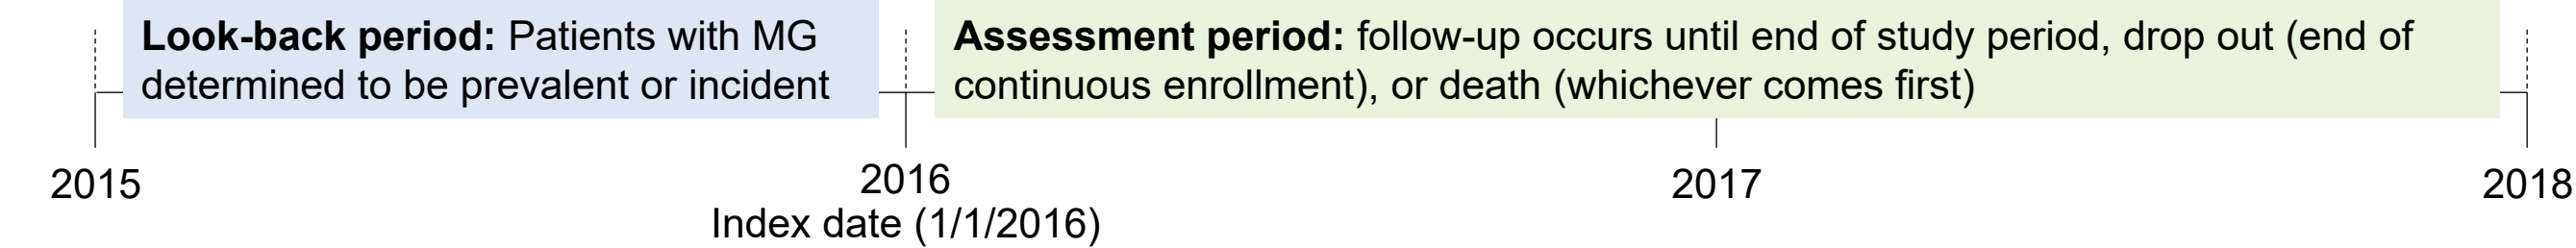 Look-back period: Patients with MG
determined to be prevalent or incident
Assessment period: follow-up occurs until end of study period, drop out (end of
continuous enrollment), or death (whichever comes first)
2015
2016
2017
2018
Index date (1/1/2016)